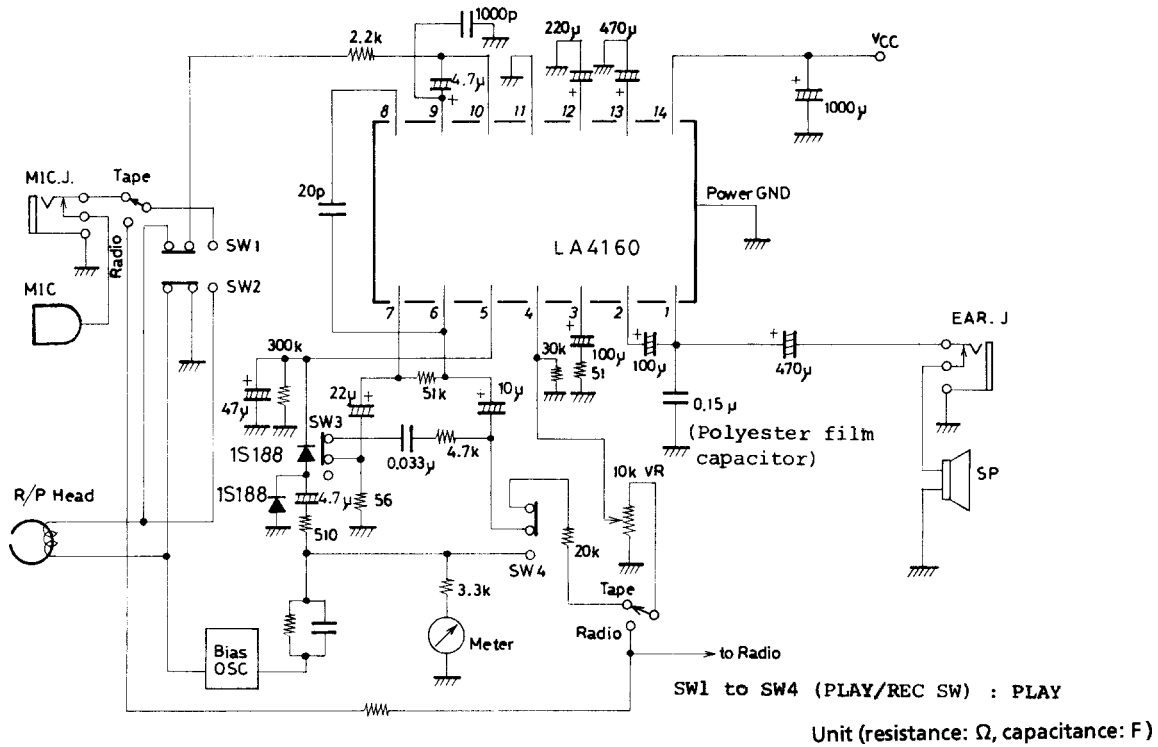 1000p
220μ
470μ
Vcc
2.2k
4.7μ
+
+
+
+
1000μ
8
9
10
11
12
13
14
MIC.J.
Tape
20p
Power GND
LA4160
Radio
SW1
SW2
MIC
7
6
5
4
3
2
1
EAR. J
300k
30k
+
100μ
51
+
100μ
+
470μ
+
47μ
22μ
+
51k
10μ
+
0.15μ
(Polyester film
capacitor)
SW3
1S188
0.033μ
4.7k
10k VR
SP
1S188
4.7μ
56
R/P Head
510
20k
SW4
3.3k
Tape
Meter
Radio
Bias
OSC
to Radio
SW1 to SW4 (PLAY/REC SW) : PLAY
Unit (resistance: Ω, capacitance: F)